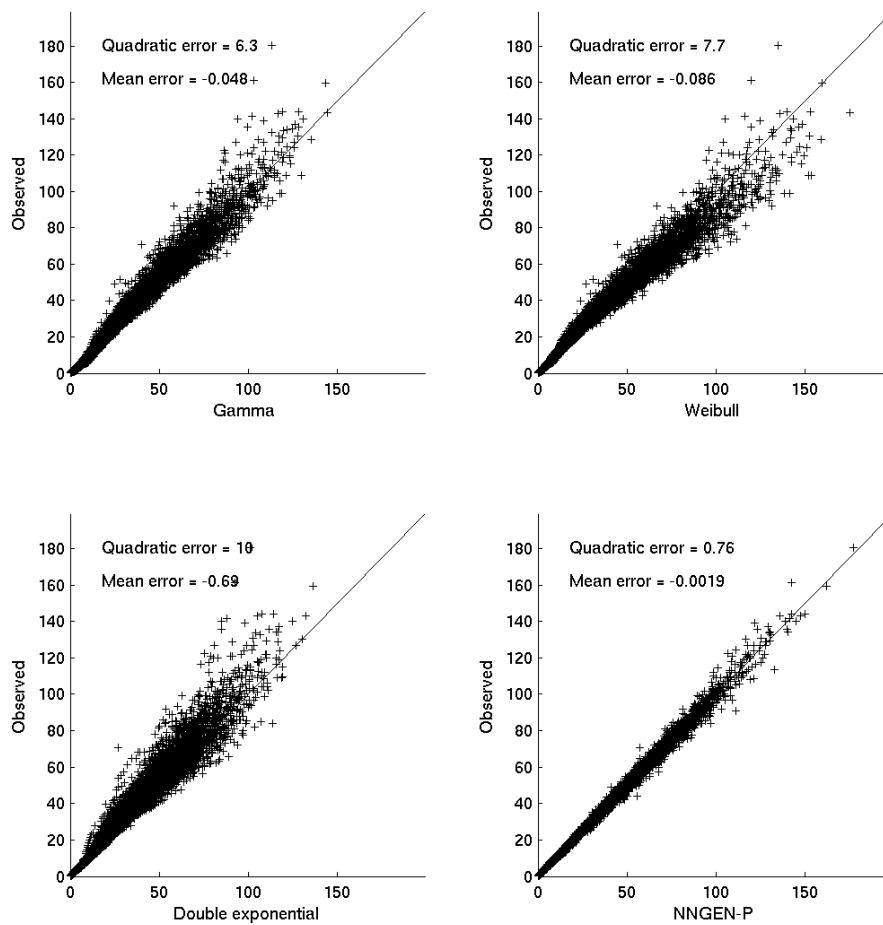 180
160
140
120
100
80
60
40
20
0
Observed
Quadratic error = 6.3
Mean error = -0.048
0 50 100 150
Gamma
180
160
140
120
100
80
60
40
20
0
Observed
Quadratic error = 7.7
Mean error = -0.086
0 50 100 150
Weibull
180
160
140
120
100
80
60
40
20
0
Observed
Quadratic error = 10
Mean error = -0.69
0 50 100 150
Double exponential
180
160
140
120
100
80
60
40
20
0
Observed
Quadratic error = 0.76
Mean error = -0.0019
0 50 100 150
NNGEN-P